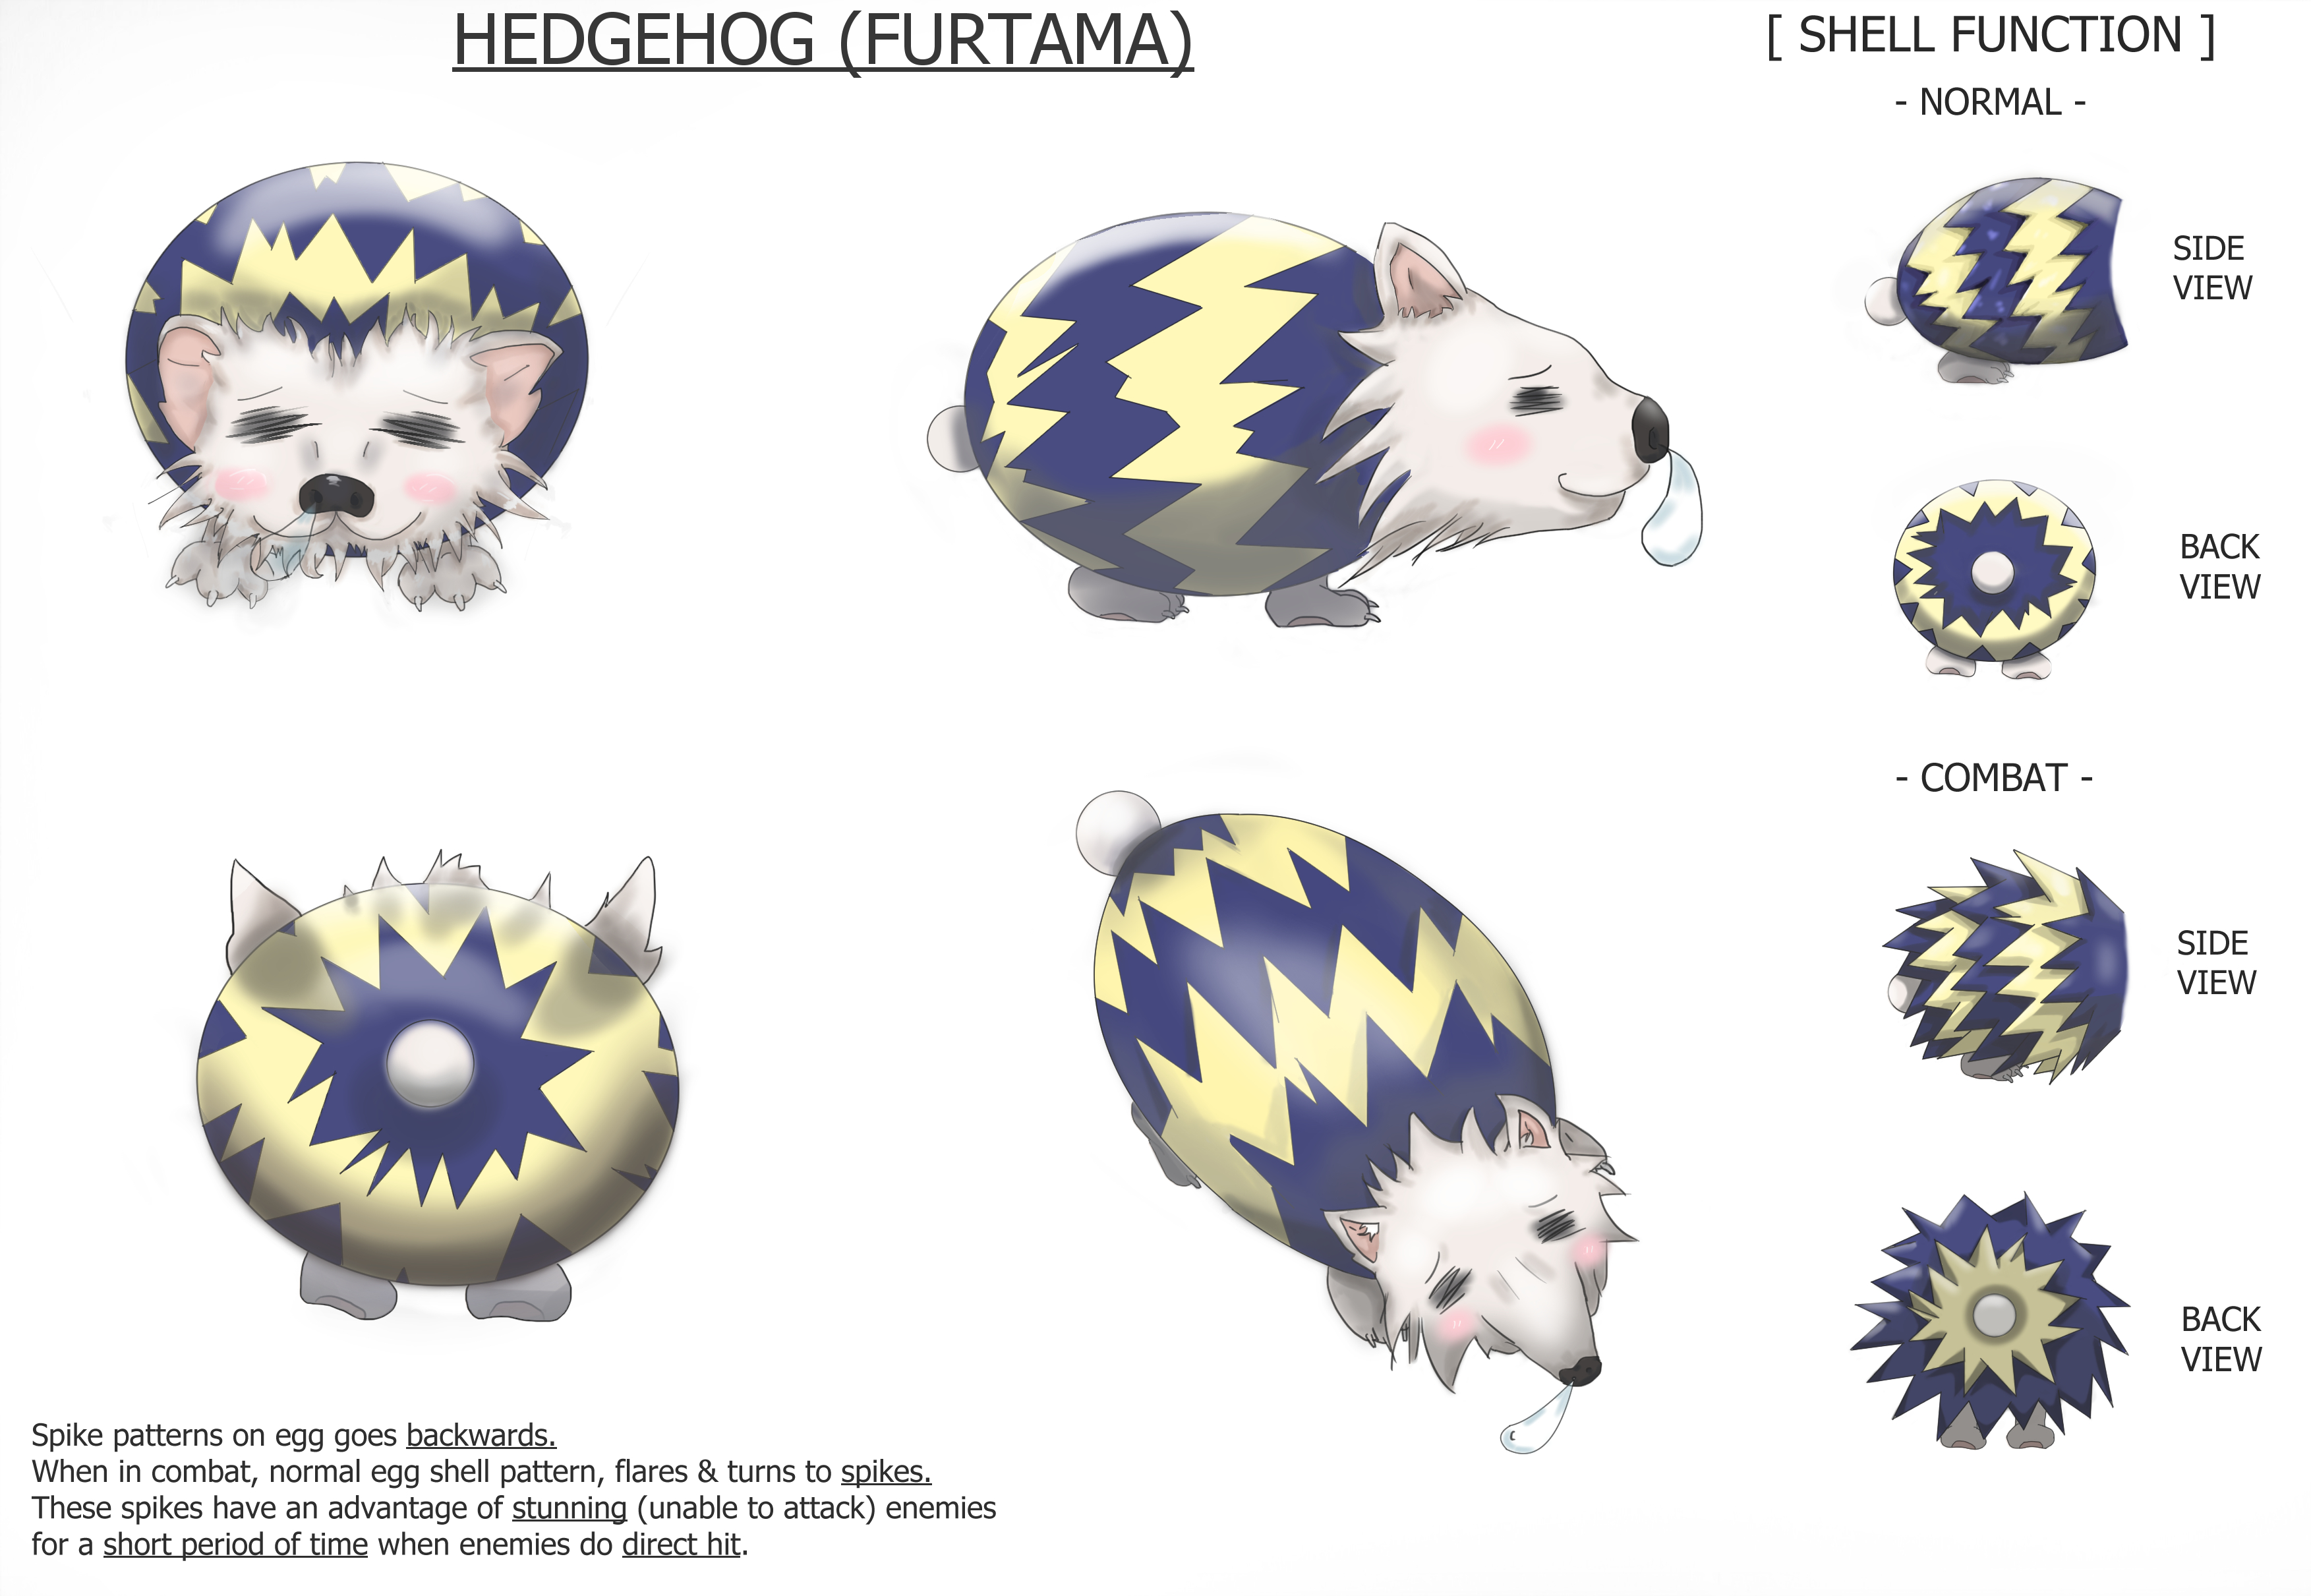 HEDGEHOG (FURTAMA)
[ SHELL FUNCTION ]
- NORMAL -
SIDE
VIEW
BACK
VIEW
- COMBAT -
SIDE
VIEW
BACK
VIEW
Spike patterns on egg goes backwards.
When in combat, normal egg shell pattern, flares & turns to spikes.
These spikes have an advantage of stunning (unable to attack) enemies
for a short period of time when enemies do direct hit.